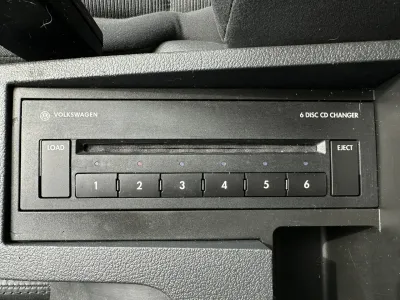 VOLKSWAGEN 6 DISC CD CHANGER
LOAD EJECT
1 2 3 4 5 6